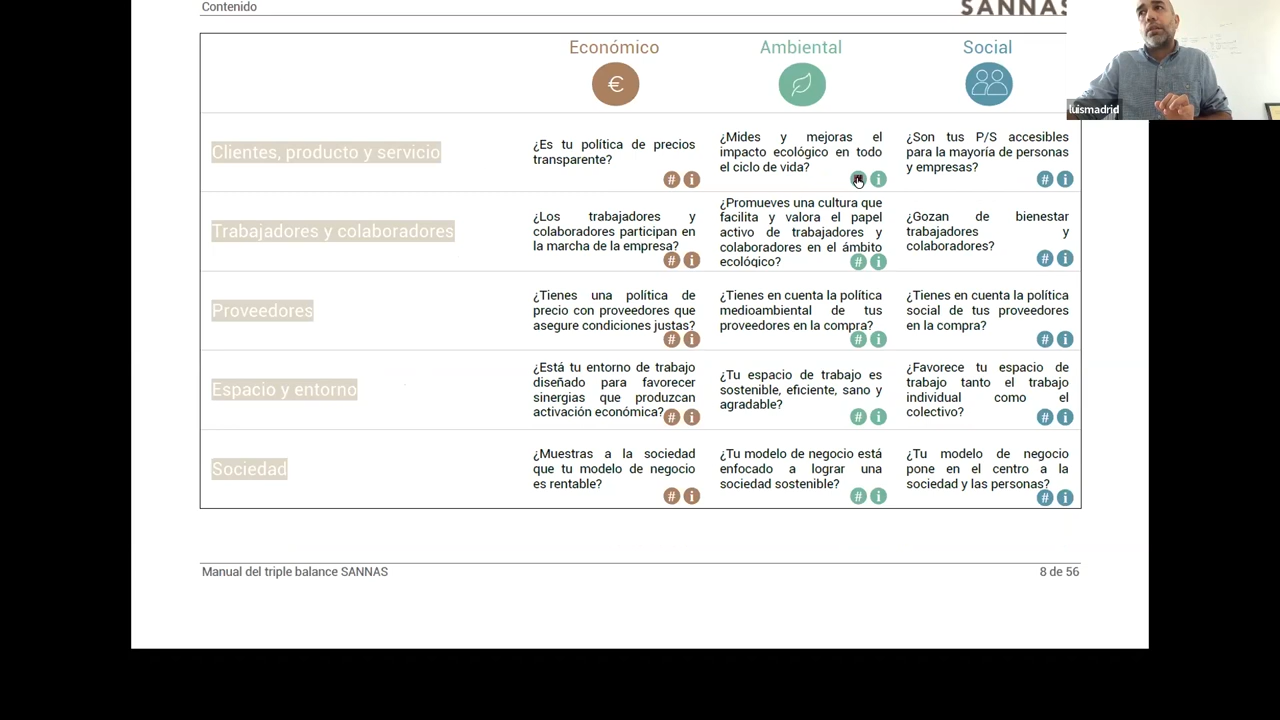 Contenido
SANNAS
luismadrid
Económico
Ambiental
Social
€
Clientes, producto y servicio
¿Es tu política de precios
transparente?
# i
¿Mides y mejoras el
impacto ecológico en todo
el ciclo de vida?
# i
¿Son tus P/S accesibles
para la mayoría de personas
y empresas?
# i
Trabajadores y colaboradores
¿Los trabajadores y
colaboradores participan en
la marcha de la empresa?
# i
¿Promueves una cultura que
facilita y valora el papel
activo de trabajadores y
colaboradores en el ámbito
ecológico?
# i
¿Gozan de bienestar
trabajadores y
colaboradores?
# i
Proveedores
¿Tienes una política de
precio con proveedores que
asegure condiciones justas?
# i
¿Tienes en cuenta la política
medioambiental de tus
proveedores en la compra?
# i
¿Tienes en cuenta la política
social de tus proveedores
en la compra?
# i
Espacio y entorno
¿Está tu entorno de trabajo
diseñado para favorecer
sinergias que produzcan
activación económica?
# i
¿Tu espacio de trabajo es
sostenible, eficiente, sano y
agradable?
# i
¿Favorece tu espacio de
trabajo tanto el trabajo
individual como el
colectivo?
# i
Sociedad
¿Muestras a la sociedad
que tu modelo de negocio
es rentable?
# i
¿Tu modelo de negocio está
enfocado a lograr una
sociedad sostenible?
# i
¿Tu modelo de negocio
pone en el centro a la
sociedad y las personas?
# i
Manual del triple balance SANNAS
8 de 56